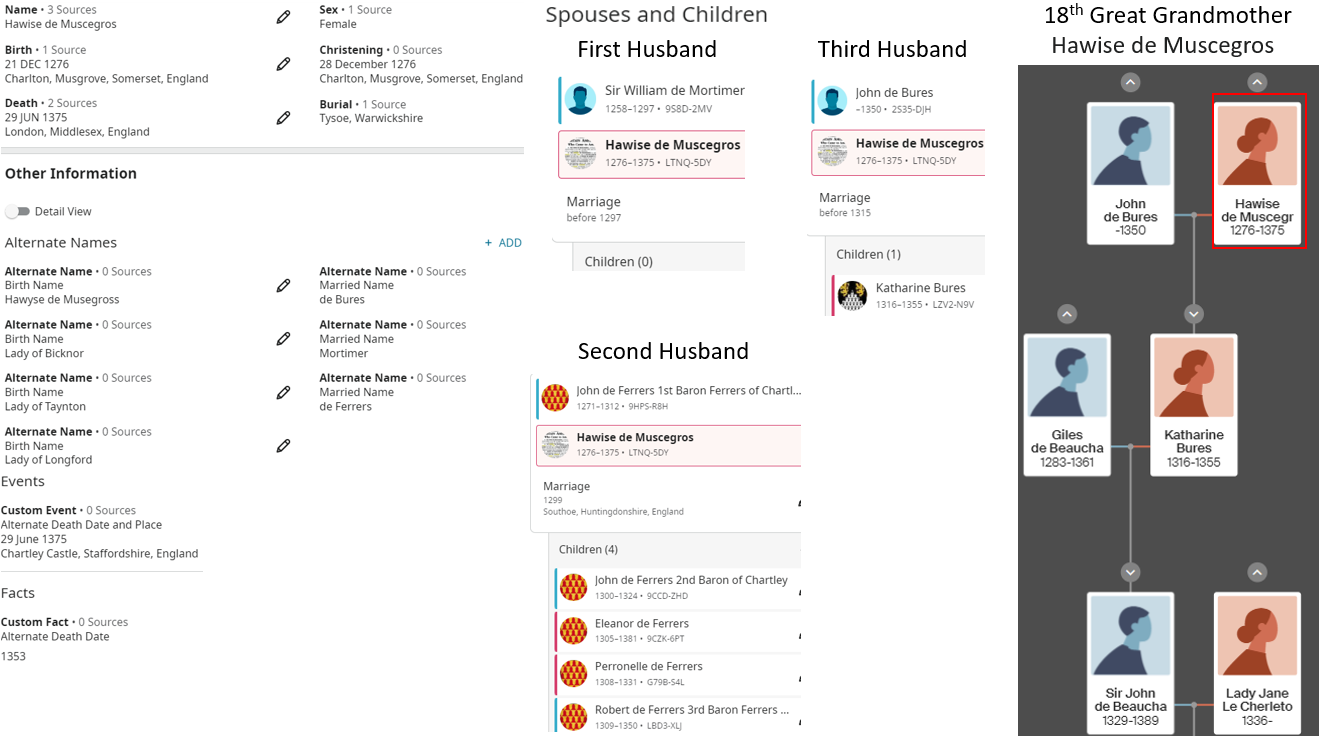 Name • 3 Sources
Hawise de Muscegros
Sex • 1 Source
Female
Birth • 1 Source
21 DEC 1276
Charlton, Musgrove, Somerset, England
Christening • 0 Sources
28 December 1276
Charlton, Musgrove, Somerset, England
Death • 2 Sources
29 JUN 1375
London, Middlesex, England
Burial • 1 Source
Tysoe, Warwickshire
Other Information
Detail View
Alternate Names
+ ADD
Alternate Name • 0 Sources
Birth Name
Hawyse de Musegross
Alternate Name • 0 Sources
Married Name
de Bures
Alternate Name • 0 Sources
Birth Name
Lady of Bicknor
Alternate Name • 0 Sources
Married Name
Mortimer
Alternate Name • 0 Sources
Birth Name
Lady of Taynton
Alternate Name • 0 Sources
Married Name
de Ferrers
Alternate Name • 0 Sources
Birth Name
Lady of Longford
Events
Custom Event • 0 Sources
Alternate Death Date and Place
29 June 1375
Chartley Castle, Staffordshire, England
Facts
Custom Fact • 0 Sources
Alternate Death Date
1353
Spouses and Children
First Husband
Sir William de Mortimer
1258–1297 • 9S8D-2MV
Hawise de Muscegros
1276–1375 • LTNQ-5DY
Marriage
before 1297
Children (0)
Third Husband
John de Bures
–1350 • 2S35-DJH
Hawise de Muscegros
1276–1375 • LTNQ-5DY
Marriage
before 1315
Children (1)
Katharine Bures
1316–1355 • LZV2-N9V
Second Husband
John de Ferrers 1st Baron Ferrers of Chartl...
1271–1312 • 9HPS-R8H
Hawise de Muscegros
1276–1375 • LTNQ-5DY
Marriage
1299
Southoe, Huntingdonshire, England
Children (4)
John de Ferrers 2nd Baron of Chartley
1300–1324 • 9CCD-ZHD
Eleanor de Ferrers
1305–1381 • 9CZK-6PT
Perronelle de Ferrers
1308–1331 • G79B-S4L
Robert de Ferrers 3rd Baron Ferrers ...
1309–1350 • LBD3-XLJ
18th Great Grandmother
Hawise de Muscegros
John
de Bures
-1350
Hawise
de Muscegr
1276-1375
Giles
de Beaucha
1283-1361
Katharine
Bures
1316-1355
Sir John
de Beaucha
1329-1389
Lady Jane
Le Cherleto
1336-